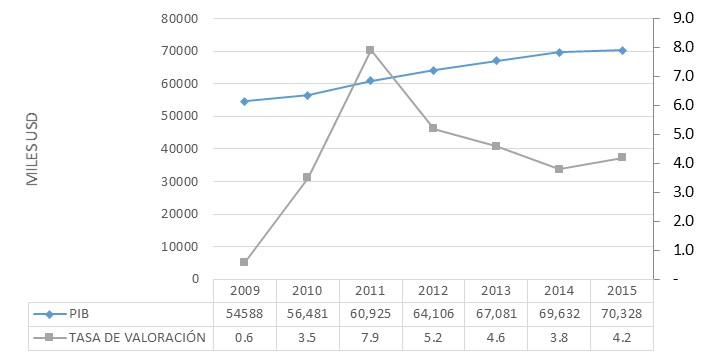 80000 9.0
70000 8.0
60000 7.0
50000 6.0
40000 5.0
30000 4.0
20000 3.0
10000 2.0
0 1.0
-
MILES USD
2009 2010 2011 2012 2013 2014 2015
PIB 54588 56,481 60,925 64,106 67,081 69,632 70,328
TASA DE VALORACIÓN 0.6 3.5 7.9 5.2 4.6 3.8 4.2